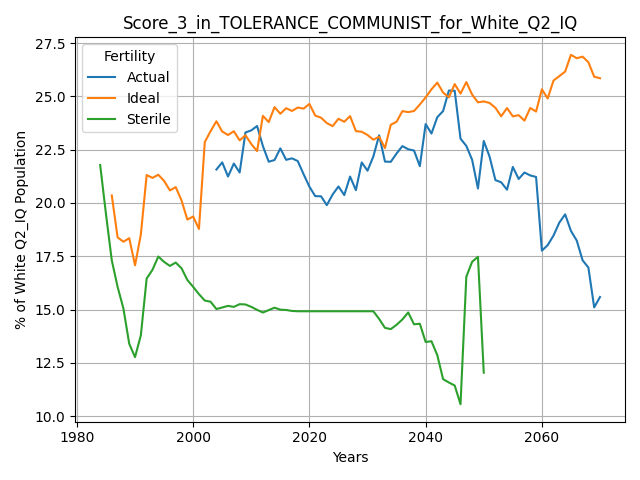 Score_3_in_TOLERANCE_COMMUNIST_for_White_Q2_IQ
% of White Q2_IQ Population
27.5
25.0
22.5
20.0
17.5
15.0
12.5
10.0
Fertility
Actual
Ideal
Sterile
1980
2000
2020
2040
2060
Years